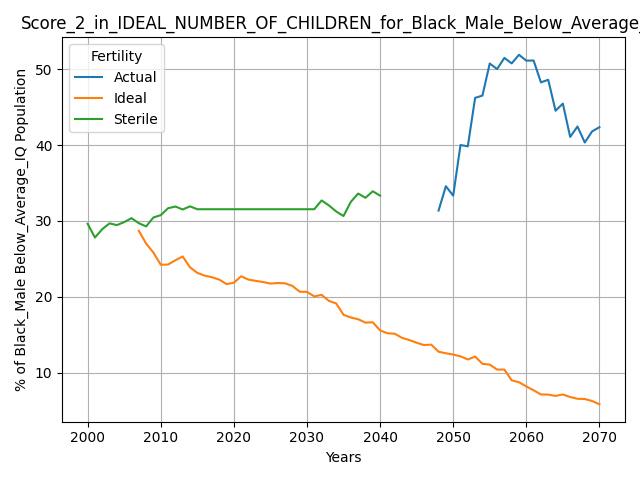 Score_2_in_IDEAL_NUMBER_OF_CHILDREN_for_Black_Male_Below_Average_
Fertility
Actual
Ideal
Sterile
% of Black_Male Below_Average_IQ Population
50
40
30
20
10
2000 2010 2020 2030 2040 2050 2060 2070
Years